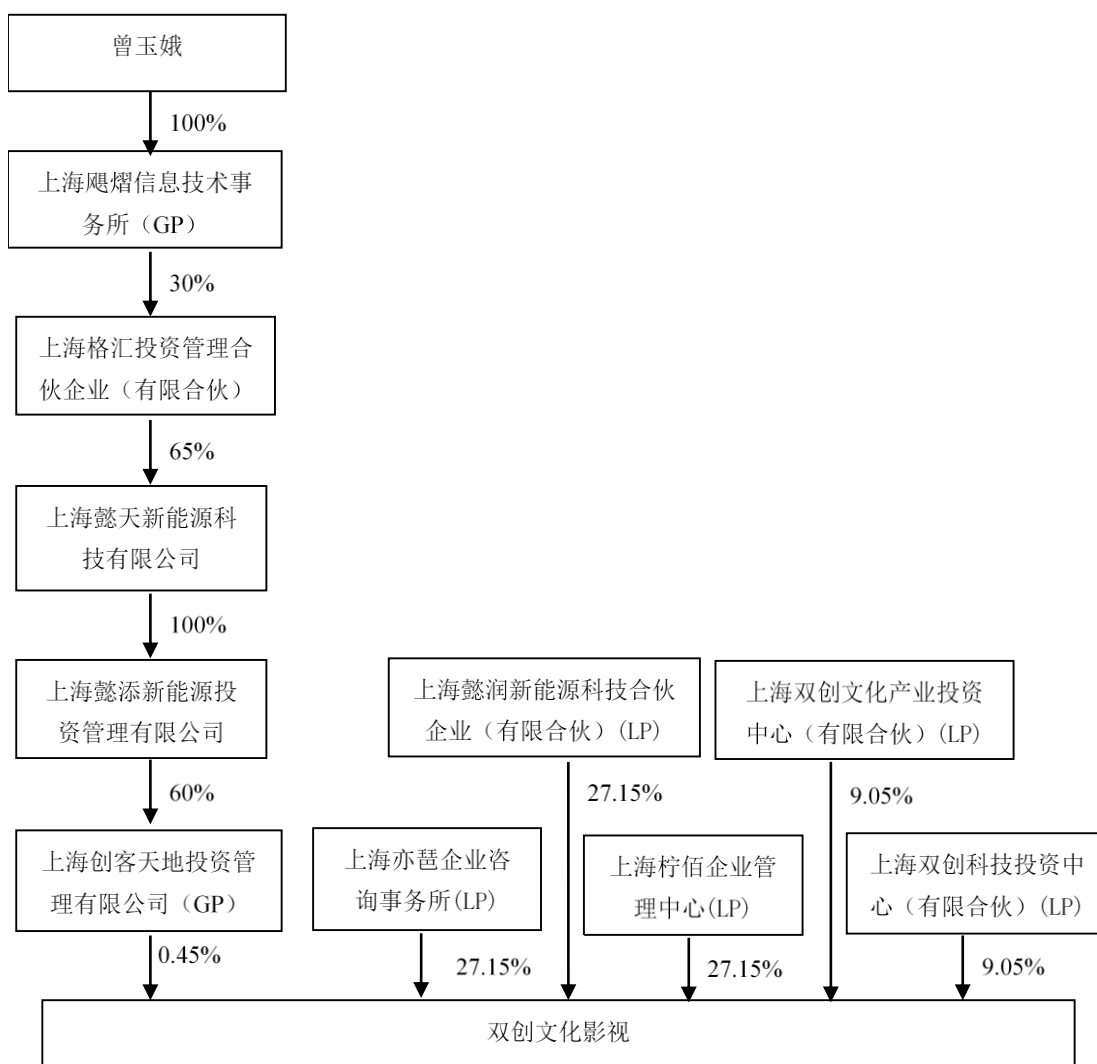 曾玉娥
100%
上海飓熠信息技术事
务所（GP）
30%
上海格汇投资管理合
伙企业（有限合伙）
65%
上海懿天新能源科
技有限公司
100%
上海懿添新能源投
资管理有限公司
上海懿润新能源科技合伙
企业（有限合伙）(LP)
上海双创文化产业投资
中心（有限合伙）(LP)
60%
27.15%
9.05%
上海创客天地投资管
理有限公司（GP）
上海亦琶企业咨
询事务所(LP)
上海柠佰企业管
理中心(LP)
上海双创科技投资中
心（有限合伙）(LP)
0.45%
27.15%
27.15%
9.05%
双创文化影视